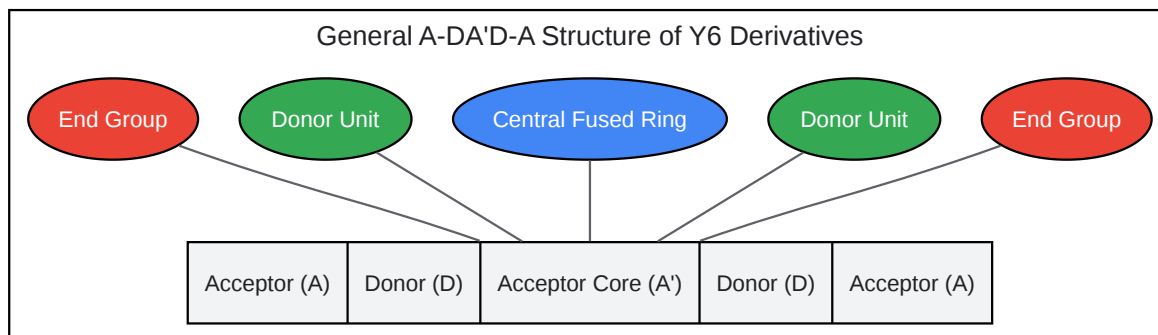 General A-DA'D-A Structure of Y6 Derivatives
End Group
Donor Unit
Central Fused Ring
Donor Unit
End Group
Acceptor (A)
Donor (D)
Acceptor Core (A')
Donor (D)
Acceptor (A)